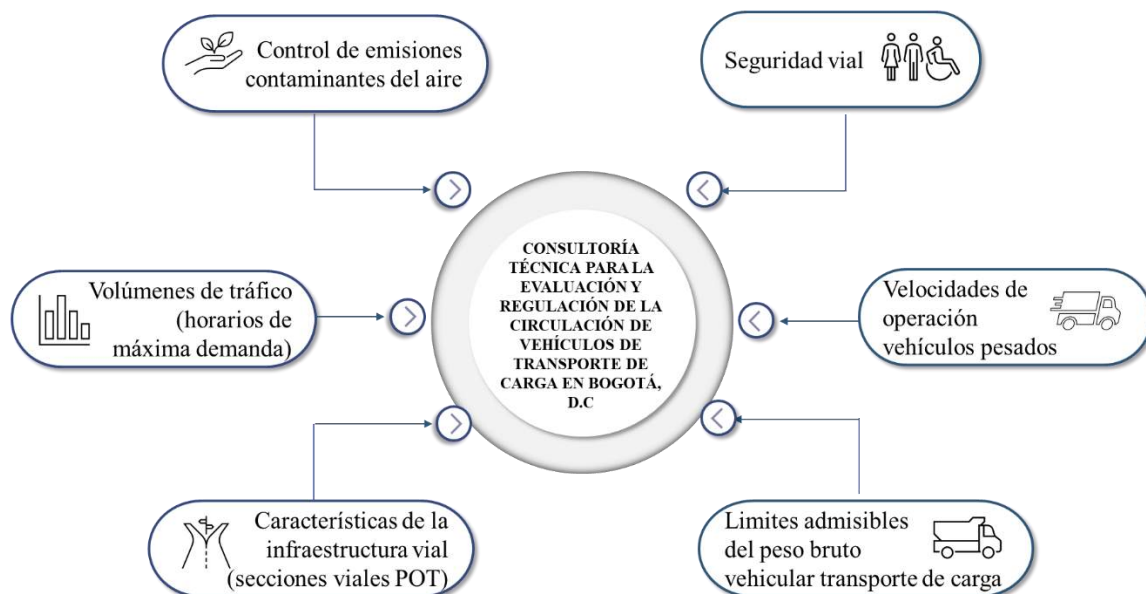 Control de emisiones
contaminantes del aire
Seguridad vial
Volúmenes de tráfico
(horarios de
máxima demanda)
CONSULTORÍA
TÉCNICA PARA LA
EVALUACIÓN Y
REGULACIÓN DE LA
CIRCULACIÓN DE
VEHÍCULOS DE
TRANSPORTE DE
CARGA EN BOGOTÁ,
D.C
Velocidades de
operación
vehículos pesados
Características de la
infraestructura vial
(secciones viales POT)
Limites admisibles
del peso bruto
vehicular transporte de carga